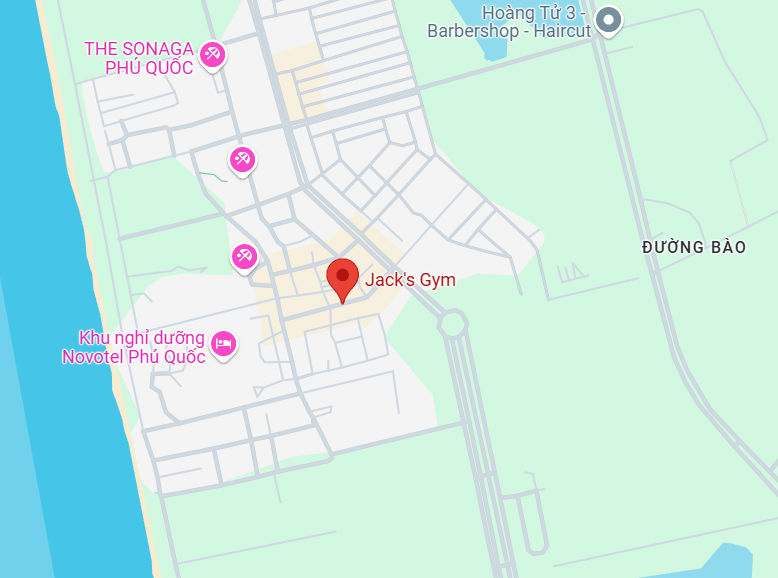 Hoàng Tử 3 -
Barbershop - Haircut
THE SONAGA
PHÚ QUỐC
ĐƯỜNG BÀO
Jack's Gym
Khu nghỉ dưỡng
Novotel Phú Quốc